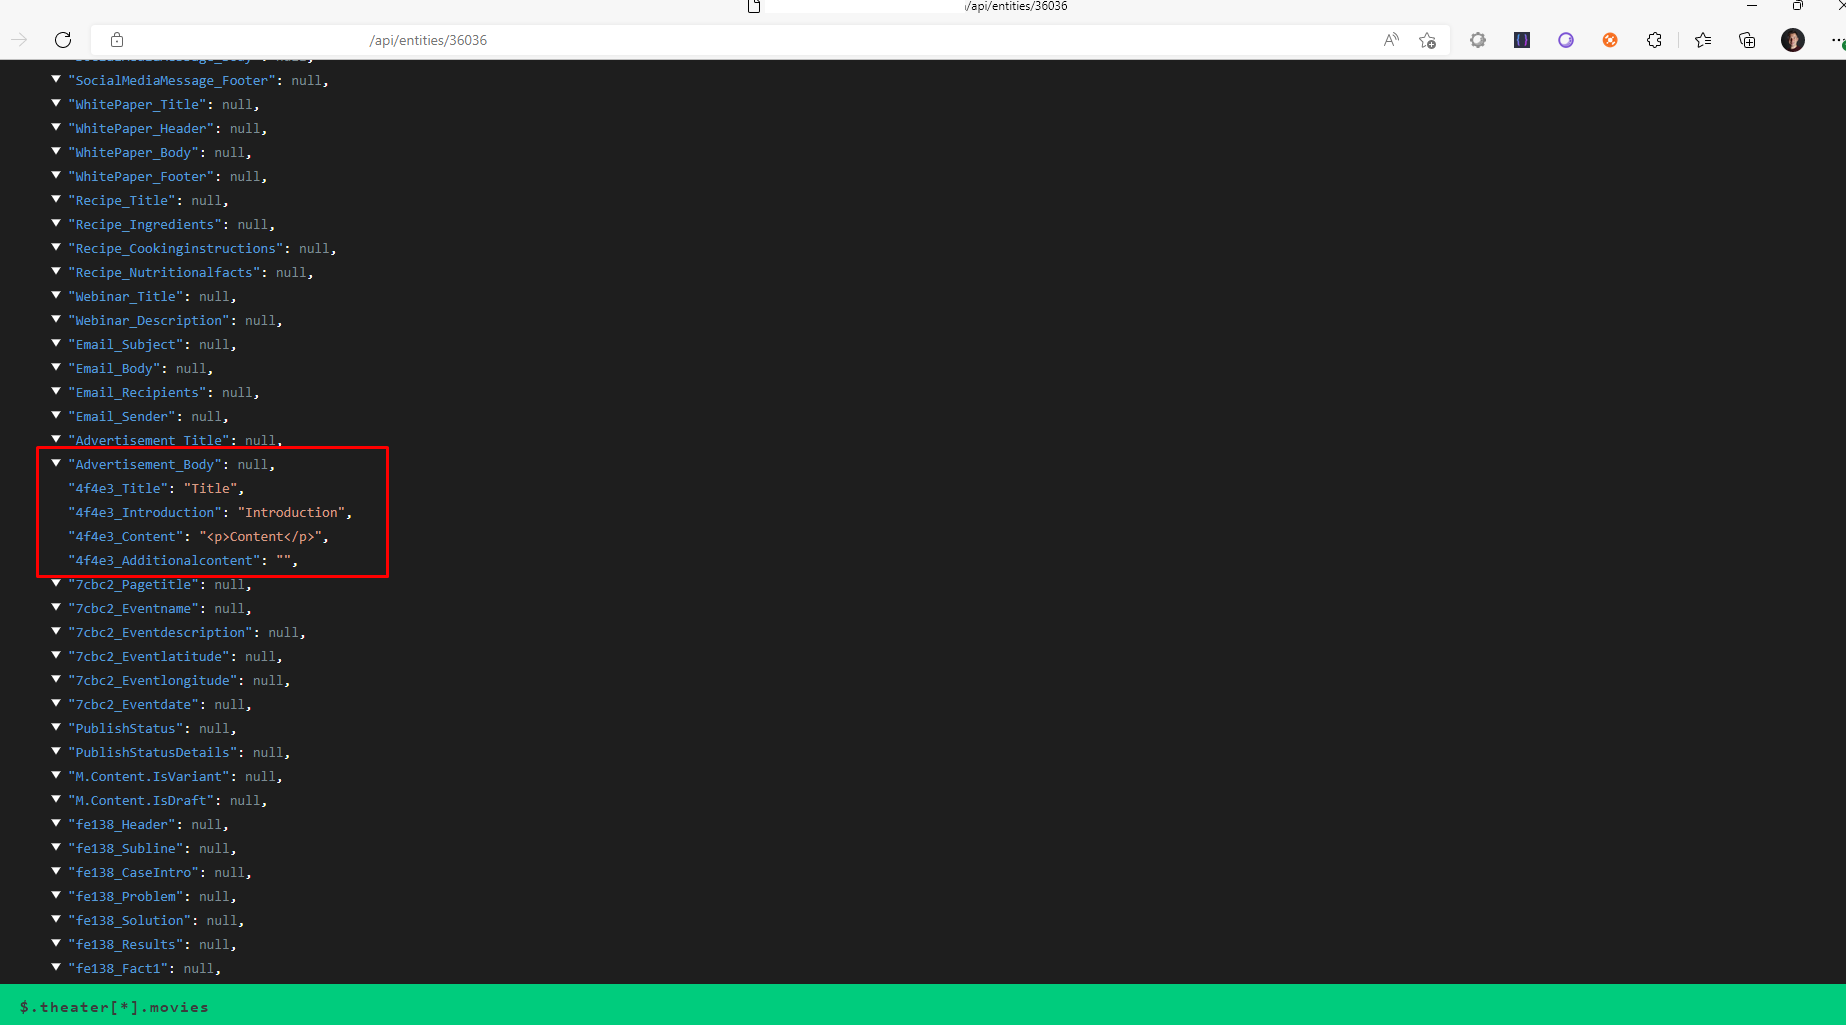 /api/entities/36036
/api/entities/36036
"SocialMediaMessage_Body": null,
"SocialMediaMessage_Footer": null,
"WhitePaper_Title": null,
"WhitePaper_Header": null,
"WhitePaper_Body": null,
"WhitePaper_Footer": null,
"Recipe_Title": null,
"Recipe_Ingredients": null,
"Recipe_Cookinginstructions": null,
"Recipe_Nutritionalfacts": null,
"Webinar_Title": null,
"Webinar_Description": null,
"Email_Subject": null,
"Email_Body": null,
"Email_Recipients": null,
"Email_Sender": null,
"Advertisement_Title": null,
"Advertisement_Body": null,
"4f4e3_Title": "Title",
"4f4e3_Introduction": "Introduction",
"4f4e3_Content": "<p>Content</p>",
"4f4e3_Additionalcontent": "",
"7cbc2_Pagetitle": null,
"7cbc2_Eventname": null,
"7cbc2_Eventdescription": null,
"7cbc2_Eventlatitude": null,
"7cbc2_Eventlongitude": null,
"7cbc2_Eventdate": null,
"PublishStatus": null,
"PublishStatusDetails": null,
"M.Content.IsVariant": null,
"M.Content.IsDraft": null,
"fe138_Header": null,
"fe138_Subline": null,
"fe138_CaseIntro": null,
"fe138_Problem": null,
"fe138_Solution": null,
"fe138_Results": null,
"fe138_Fact1": null,
$.theater[*].movies